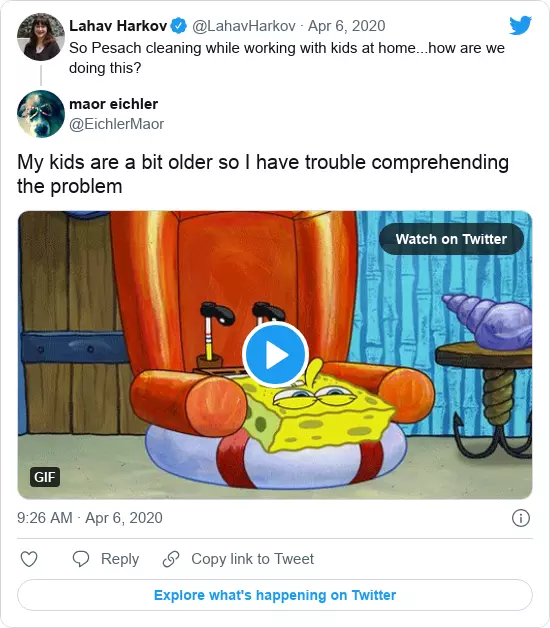 Lahav Harkov @LahavHarkov · Apr 6, 2020
So Pesach cleaning while working with kids at home...how are we
doing this?
maor eichler
@EichlerMaor
My kids are a bit older so I have trouble comprehending
the problem
Watch on Twitter
GIF
9:26 AM · Apr 6, 2020
Reply
Copy link to Tweet
Explore what's happening on Twitter